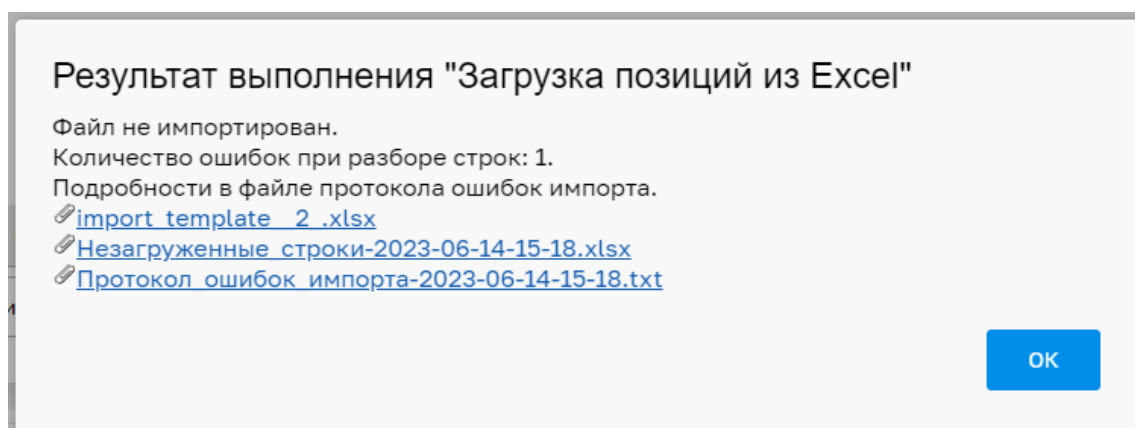 Результат выполнения "Загрузка позиций из Excel"
Файл не импортирован.
Количество ошибок при разборе строк: 1.
Подробности в файле протокола ошибок импорта.
import_template__2_.xlsx
Незагруженные_строки-2023-06-14-15-18.xlsx
Протокол_ошибок_импорта-2023-06-14-15-18.txt
ОК